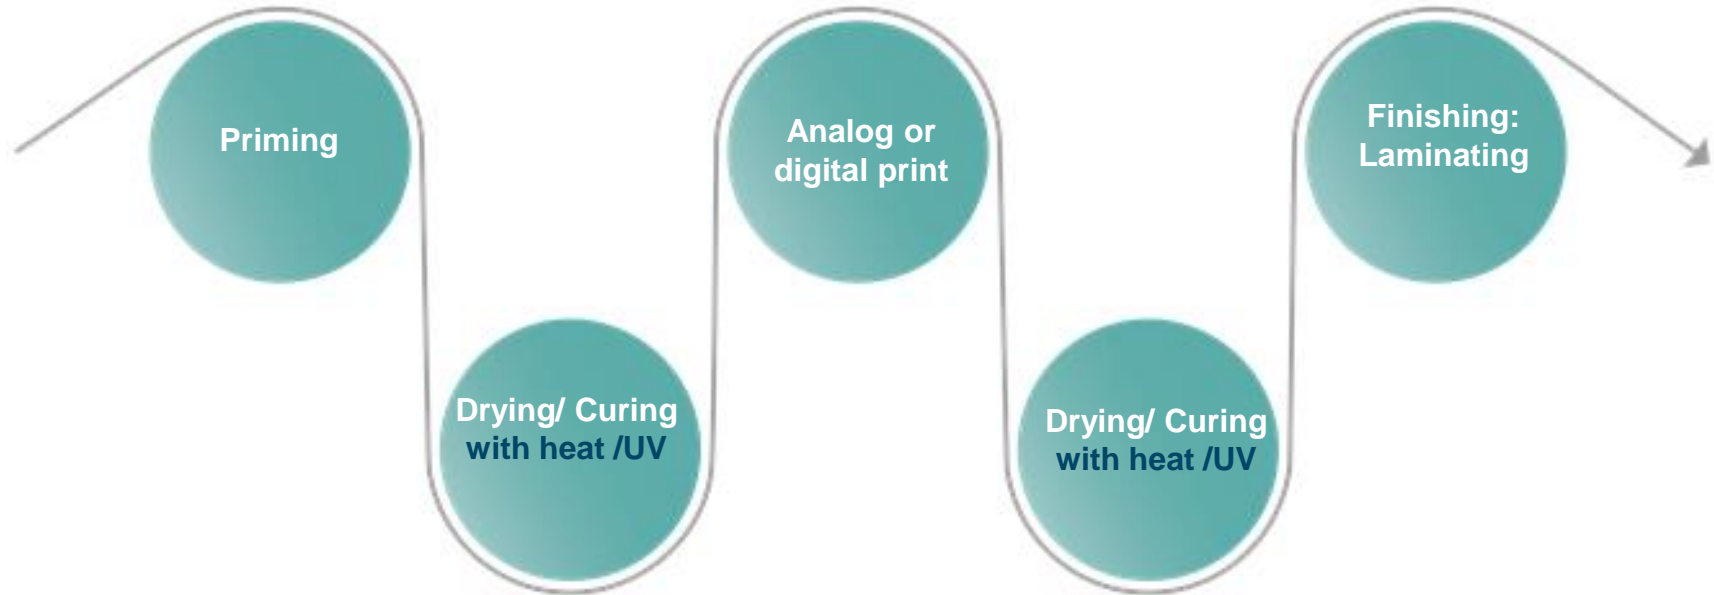 Priming
Drying/ Curing
with heat /UV
Analog or
digital print
Drying/ Curing
with heat /UV
Finishing:
Laminating